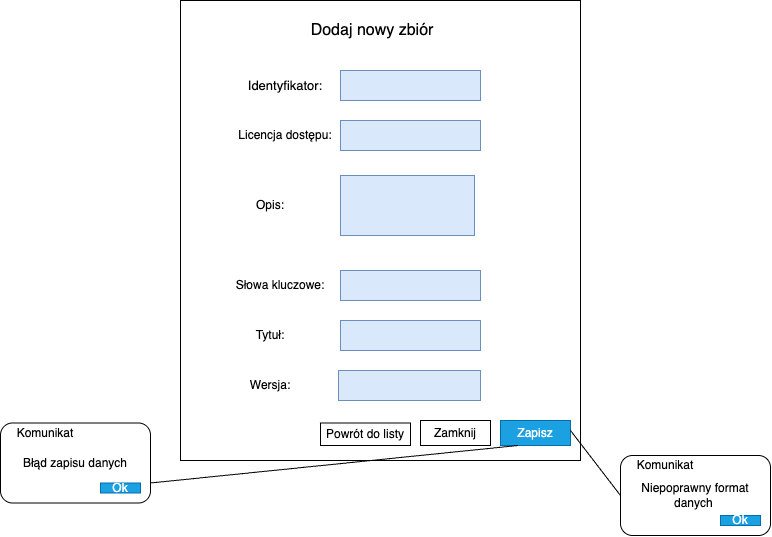 Dodaj nowy zbiór
Identyfikator:
Licencja dostępu:
Opis:
Słowa kluczowe:
Tytuł:
Wersja:
Powrót do listy
Zamknij
Zapisz
Komunikat
Błąd zapisu danych
Ok
Komunikat
Niepoprawny format
danych
Ok